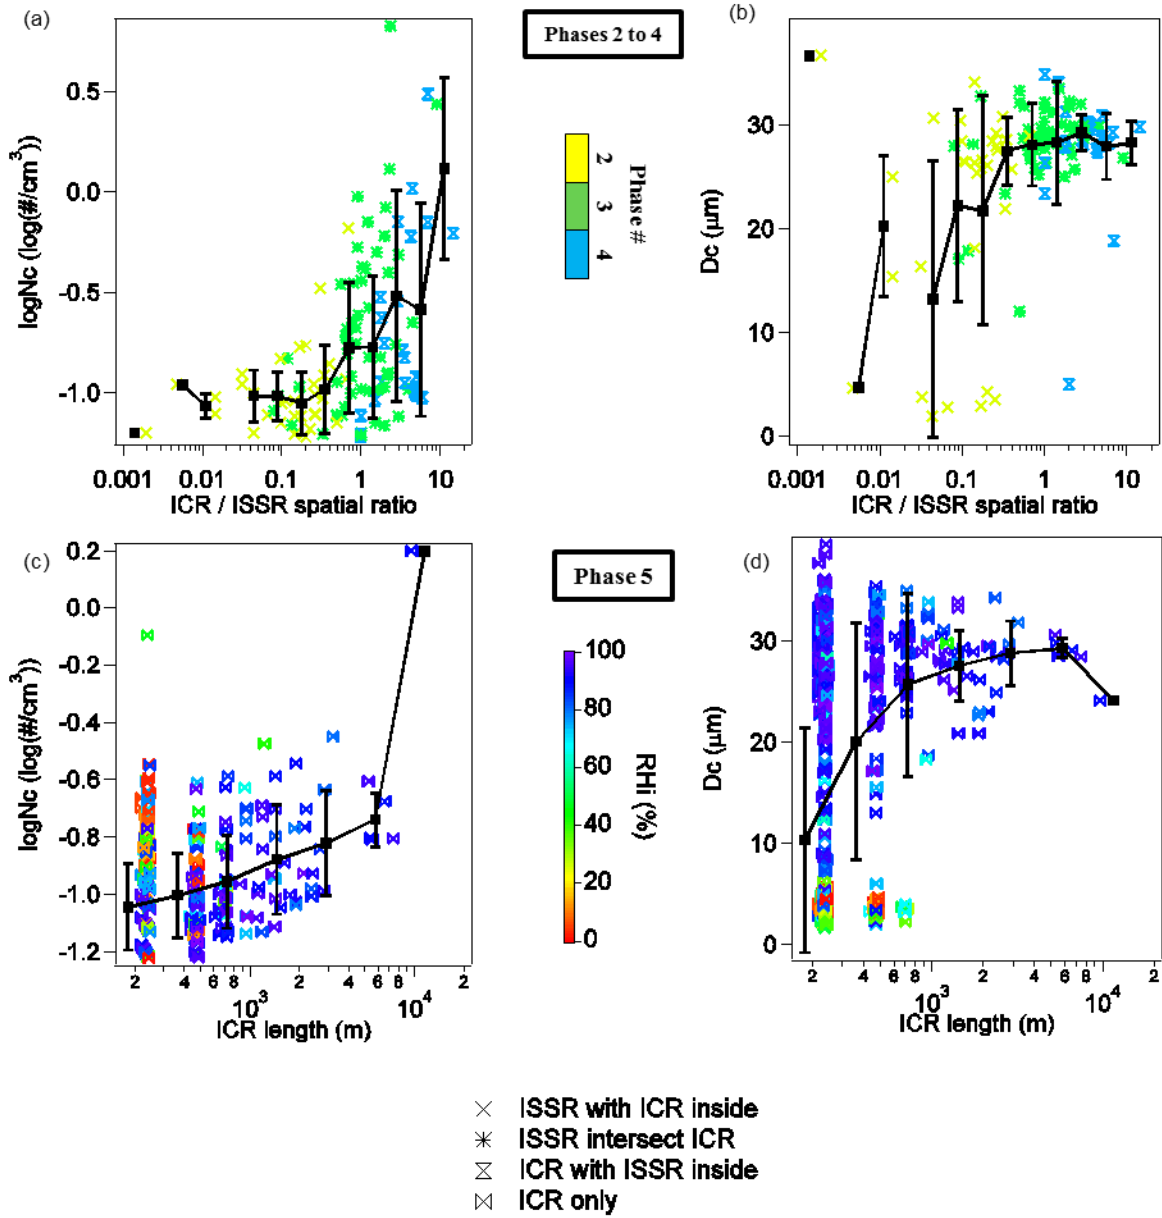 (a)
Phases 2 to 4
(b)
logNc (log(#/cm³))
0.5
0.0
-0.5
-1.0
0.001 0.01 0.1 1 10
ICR / ISSR spatial ratio
2
3
4
Phase #
Dc (μm)
30
20
10
0
0.001 0.01 0.1 1 10
ICR / ISSR spatial ratio
(c)
Phase 5
(d)
logNc (log(#/cm³))
0.2
0.0
-0.2
-0.4
-0.6
-0.8
-1.0
-1.2
2 4 6 8 2 4 6 8 2
10³ 10⁴
ICR length (m)
100
80
60
40
20
0
RHi (%)
Dc (μm)
30
20
10
0
2 4 6 8 2 4 6 8 2
10³ 10⁴
ICR length (m)
ISSR with ICR inside
ISSR intersect ICR
ICR with ISSR inside
ICR only